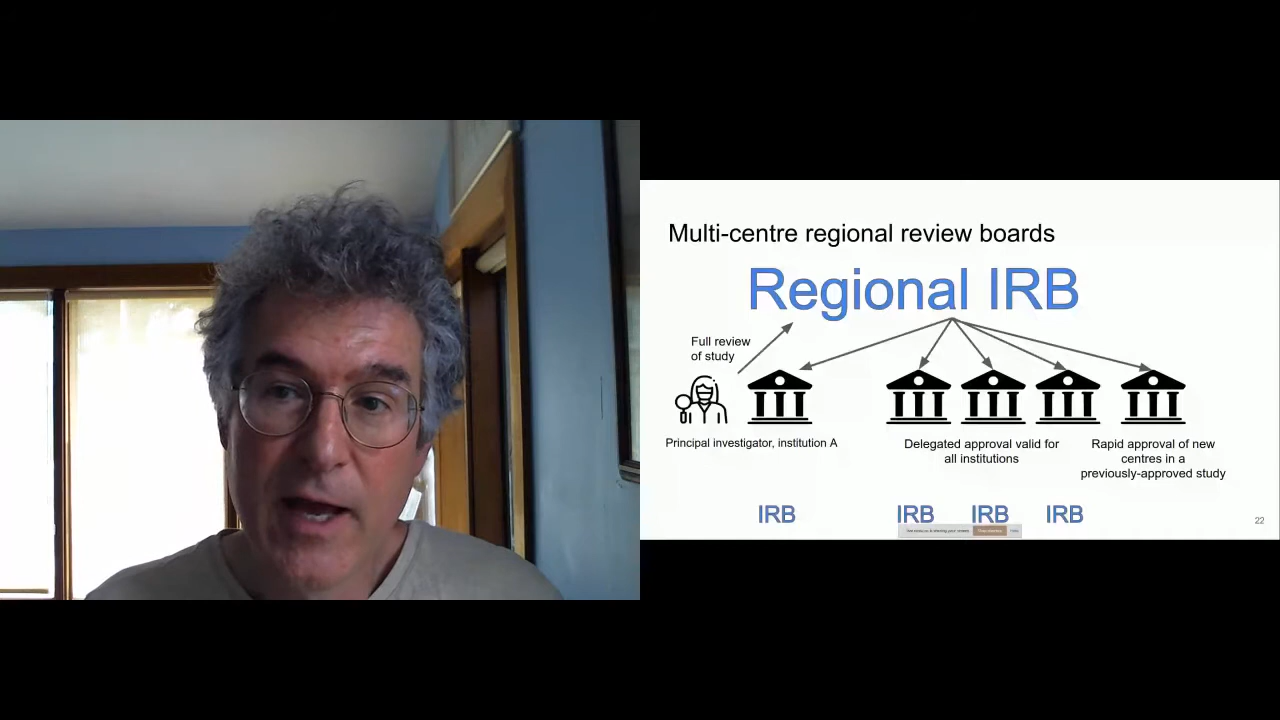 Multi-centre regional review boards
Regional IRB
Full review
of study
Principal investigator, institution A
Delegated approval valid for
all institutions
Rapid approval of new
centres in a
previously-approved study
IRB
IRB
IRB
IRB
22